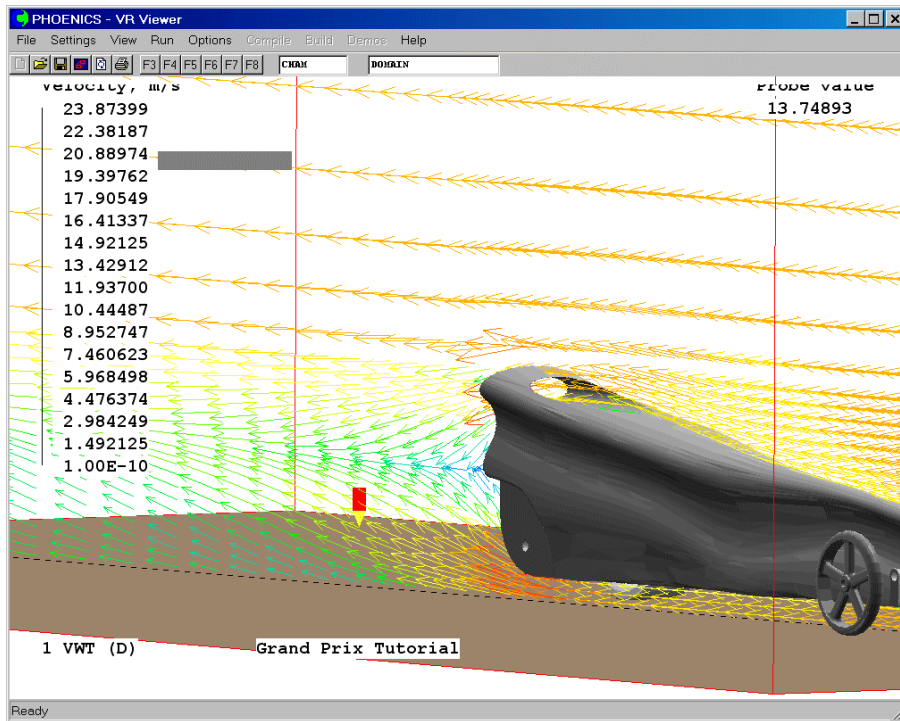 PHOENICS - VR Viewer
File Settings View Run Options Compile Build Demos Help
F3 F4 F5 F6 F7 F8 CHAM DOMAIN
Velocity, m/s
Probe value
23.87399
13.74893
22.38187
20.88974
19.39762
17.90549
16.41337
14.92125
13.42912
11.93700
10.44487
8.952747
7.460623
5.968498
4.476374
2.984249
1.492125
1.00E-10
1 VWT (D) Grand Prix Tutorial
Ready